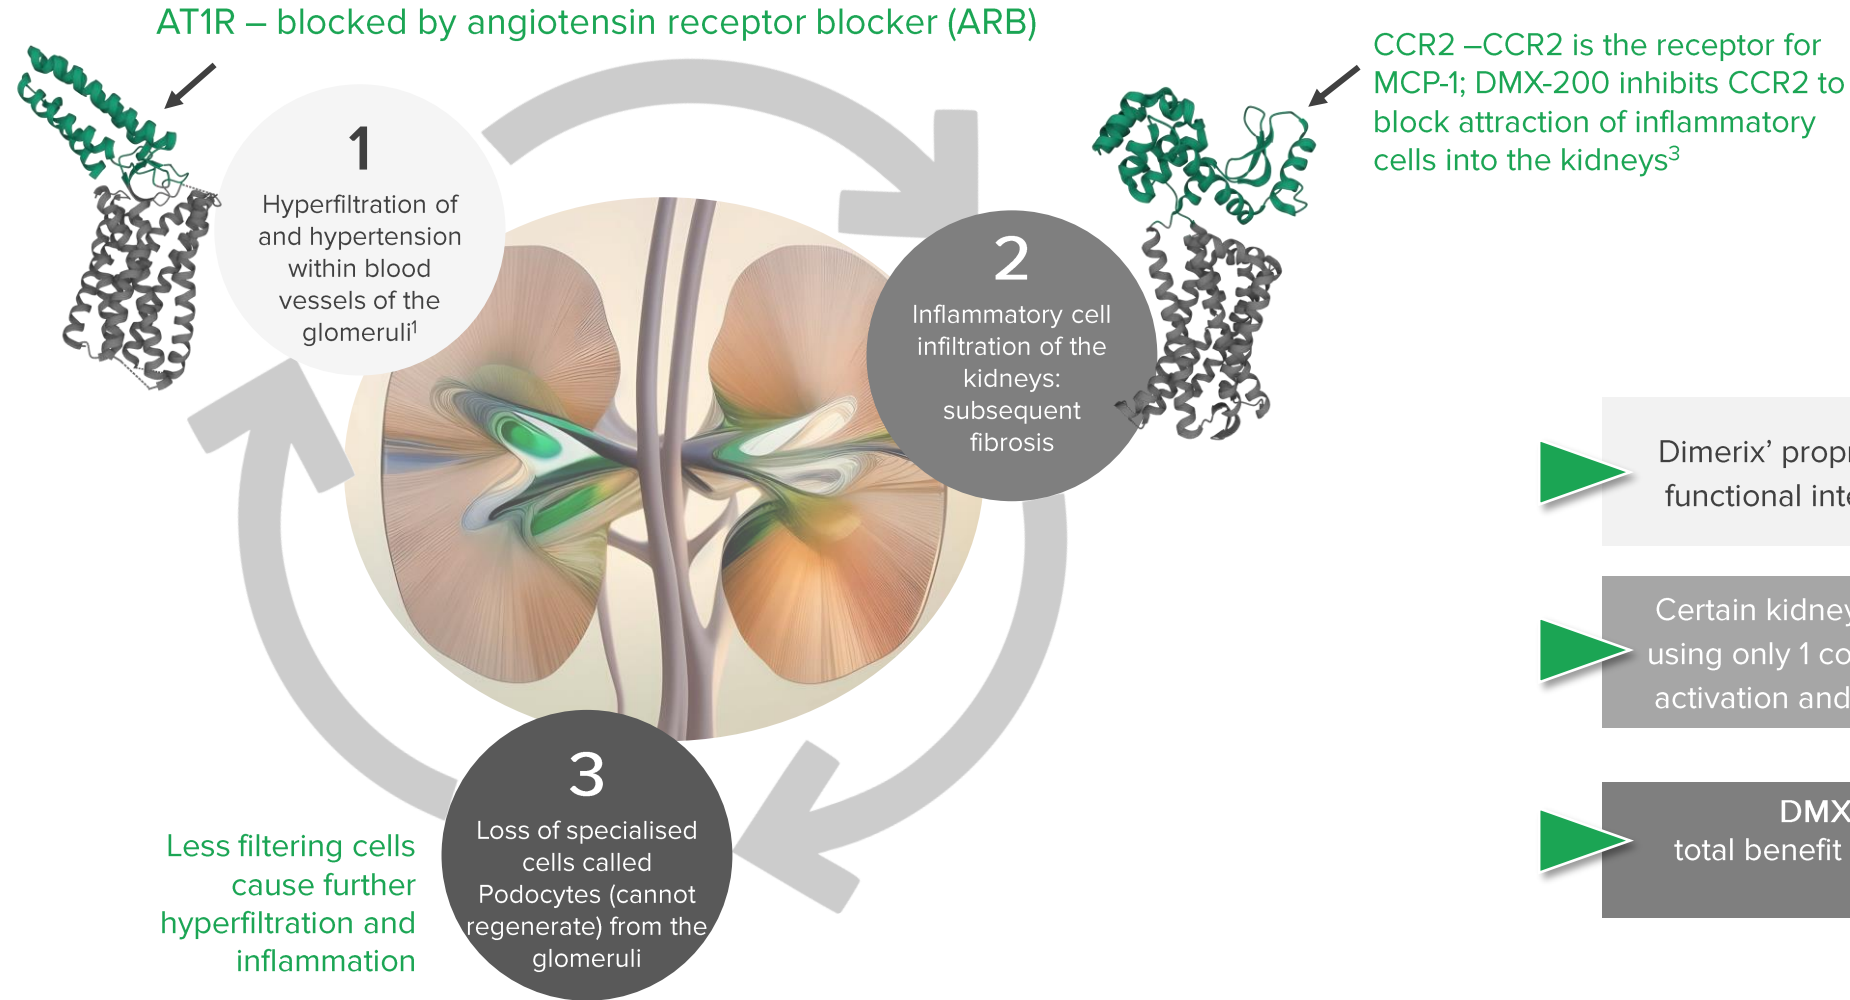 AT1R – blocked by angiotensin receptor blocker (ARB)
CCR2 –CCR2 is the receptor for
MCP-1; DMX-200 inhibits CCR2 to
block attraction of inflammatory
cells into the kidneys³
1
Hyperfiltration of
and hypertension
within blood
vessels of the
glomeruli¹
2
Inflammatory cell
infiltration of the
kidneys:
subsequent
fibrosis
3
Loss of specialised
cells called
Podocytes (cannot
regenerate) from the
glomeruli
Less filtering cells
cause further
hyperfiltration and
inflammation
Dimerix’
functional
Certain
using only 1
activation and
DMX
total benefit